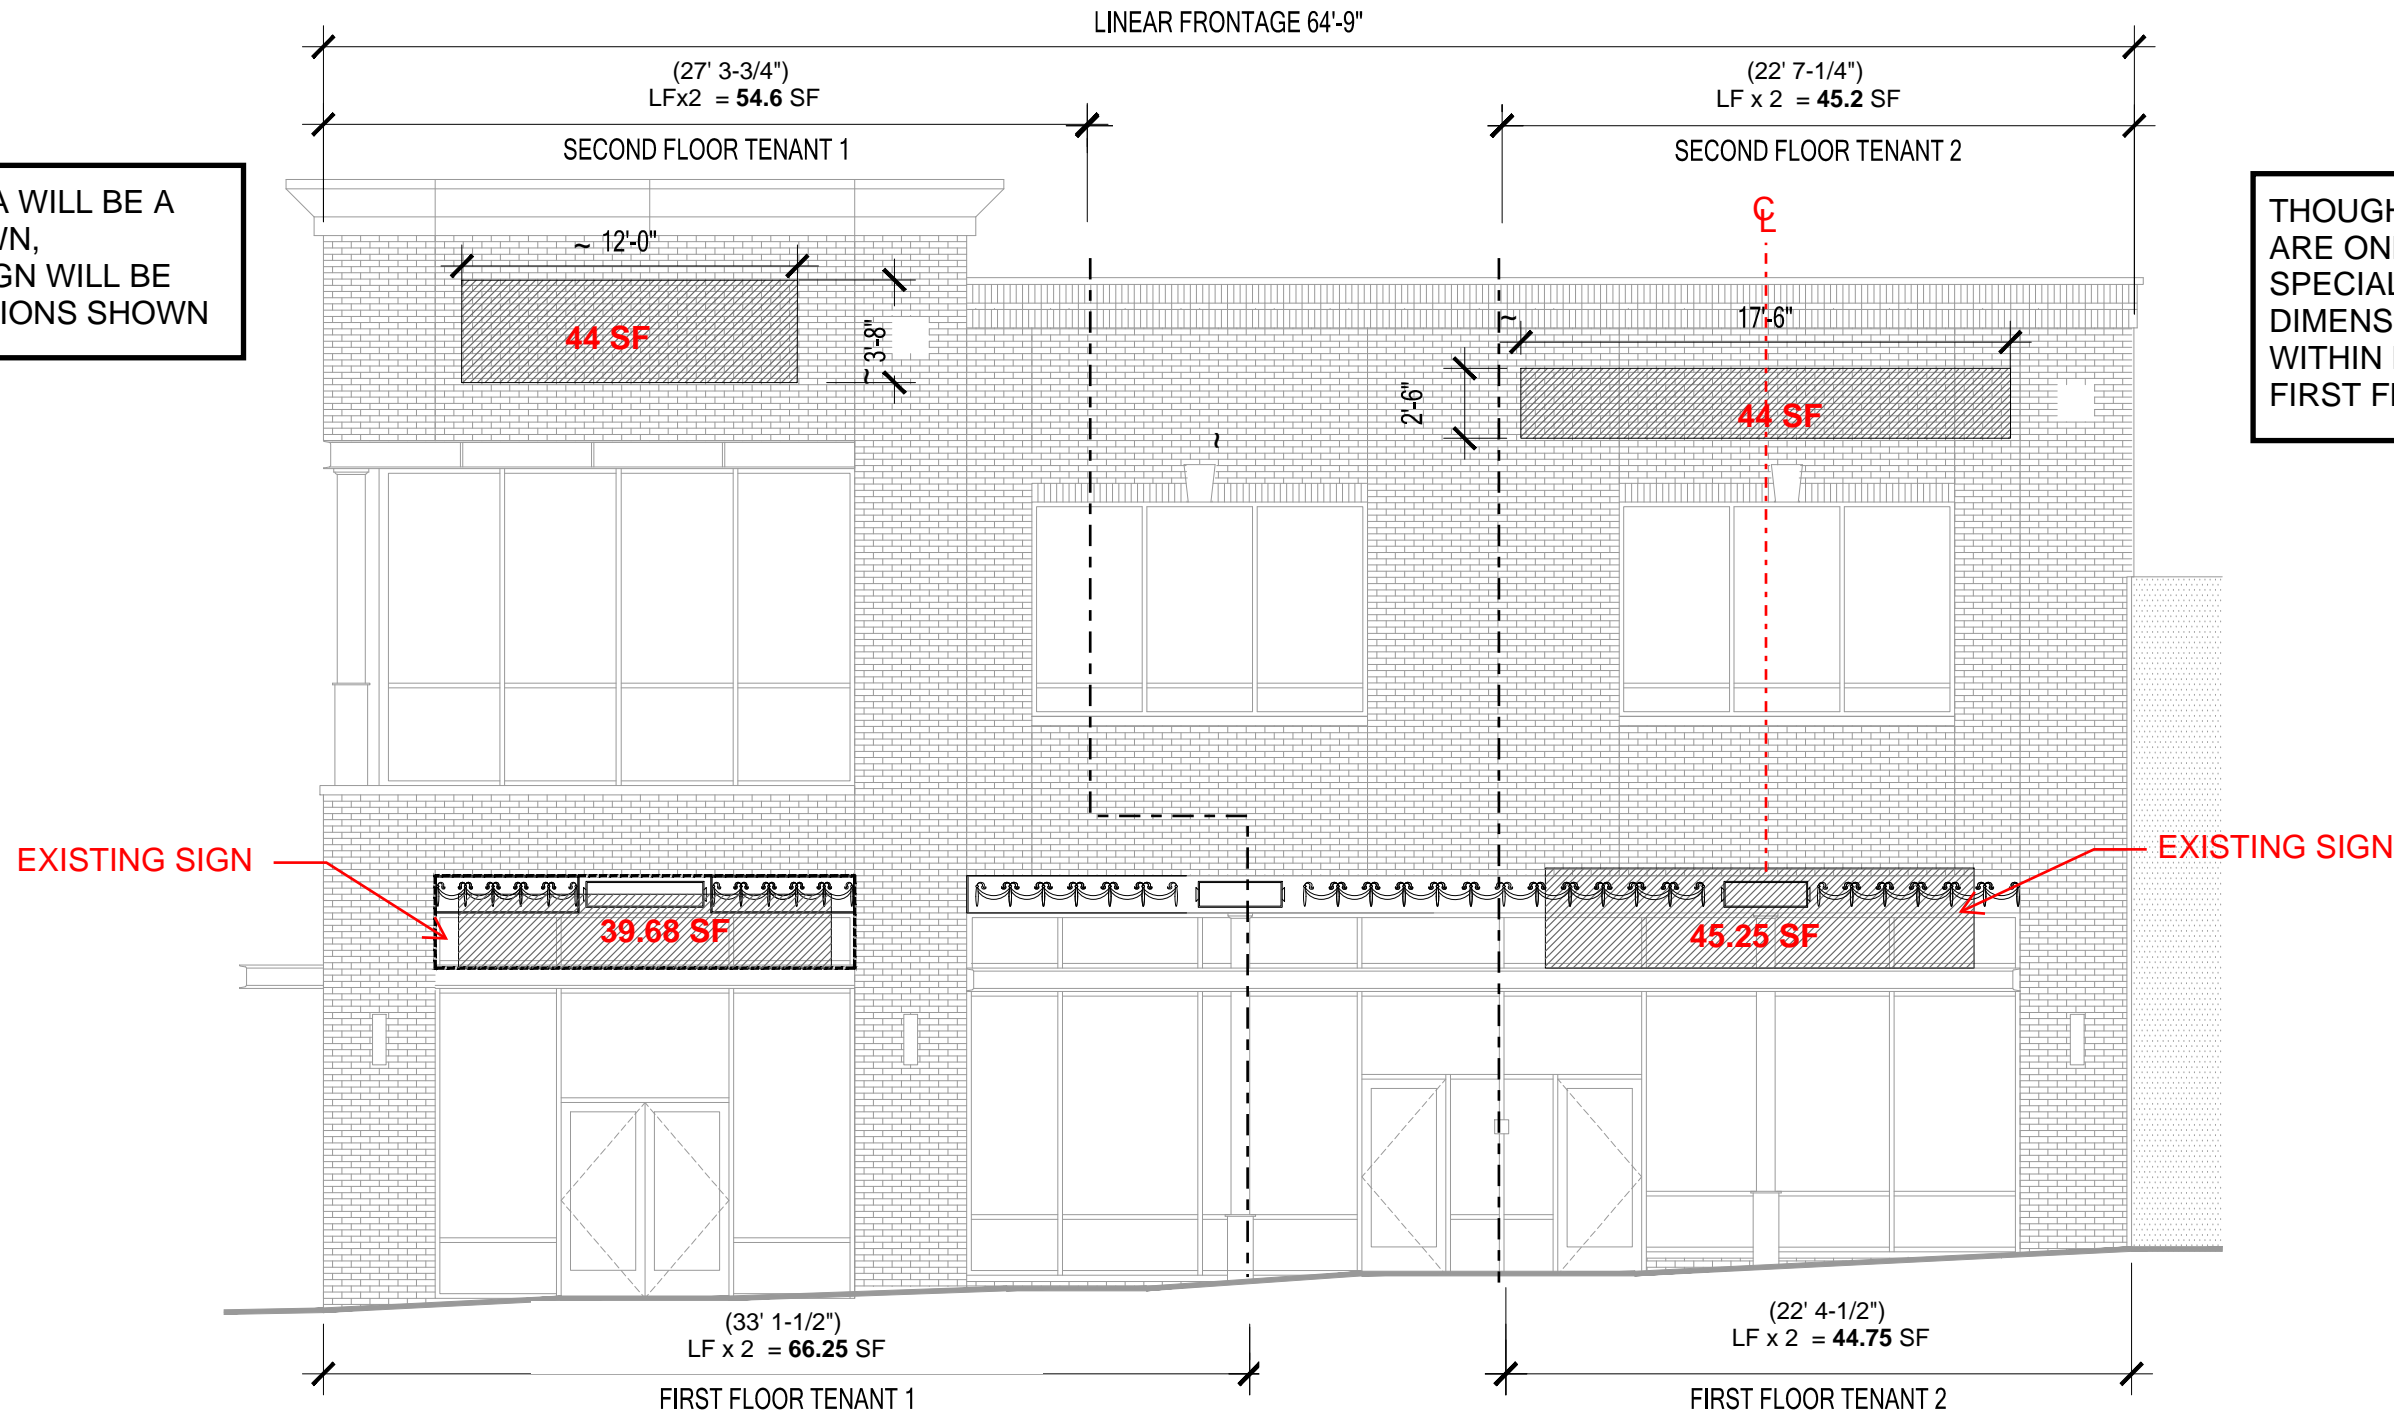 LINEAR FRONTAGE 64'-9"
(27' 3-3/4")
LFx2 = 54.6 SF
SECOND FLOOR TENANT 1
(22' 7-1/4")
LF x 2 = 45.2 SF
SECOND FLOOR TENANT 2
A WILL BE A
WN,
GN WILL BE
IONS SHOWN
THOUGH
ARE ON
SPECIAL
DIMENS
WITHIN
FIRST F
℄
~ 12'-0"
44 SF
~ 3'-8"
~ 17'-6"
2'-6"
~
44 SF
EXISTING SIGN
39.68 SF
EXISTING SIGN
45.25 SF
(33' 1-1/2")
LF x 2 = 66.25 SF
FIRST FLOOR TENANT 1
(22' 4-1/2")
LF x 2 = 44.75 SF
FIRST FLOOR TENANT 2